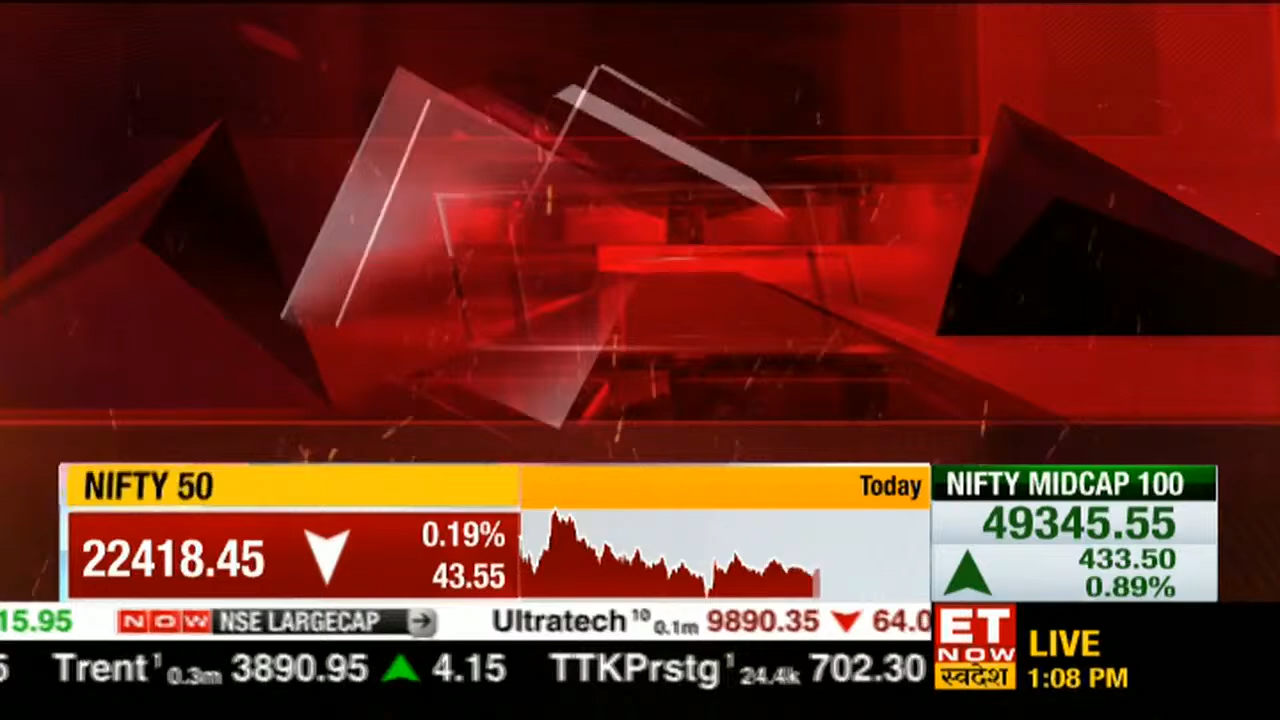 NIFTY 50
Today
NIFTY MIDCAP 100
22418.45
0.19%
43.55
49345.55
433.50
0.89%
15.95 NOW NSE LARGECAP Ultratech 10 0.1m 9890.35 64.0
5 Trent 1 0.3m 3890.95 4.15 TTKPrstg 1 24.4k 702.30
ET
NOW
स्वदेश
LIVE
1:08 PM